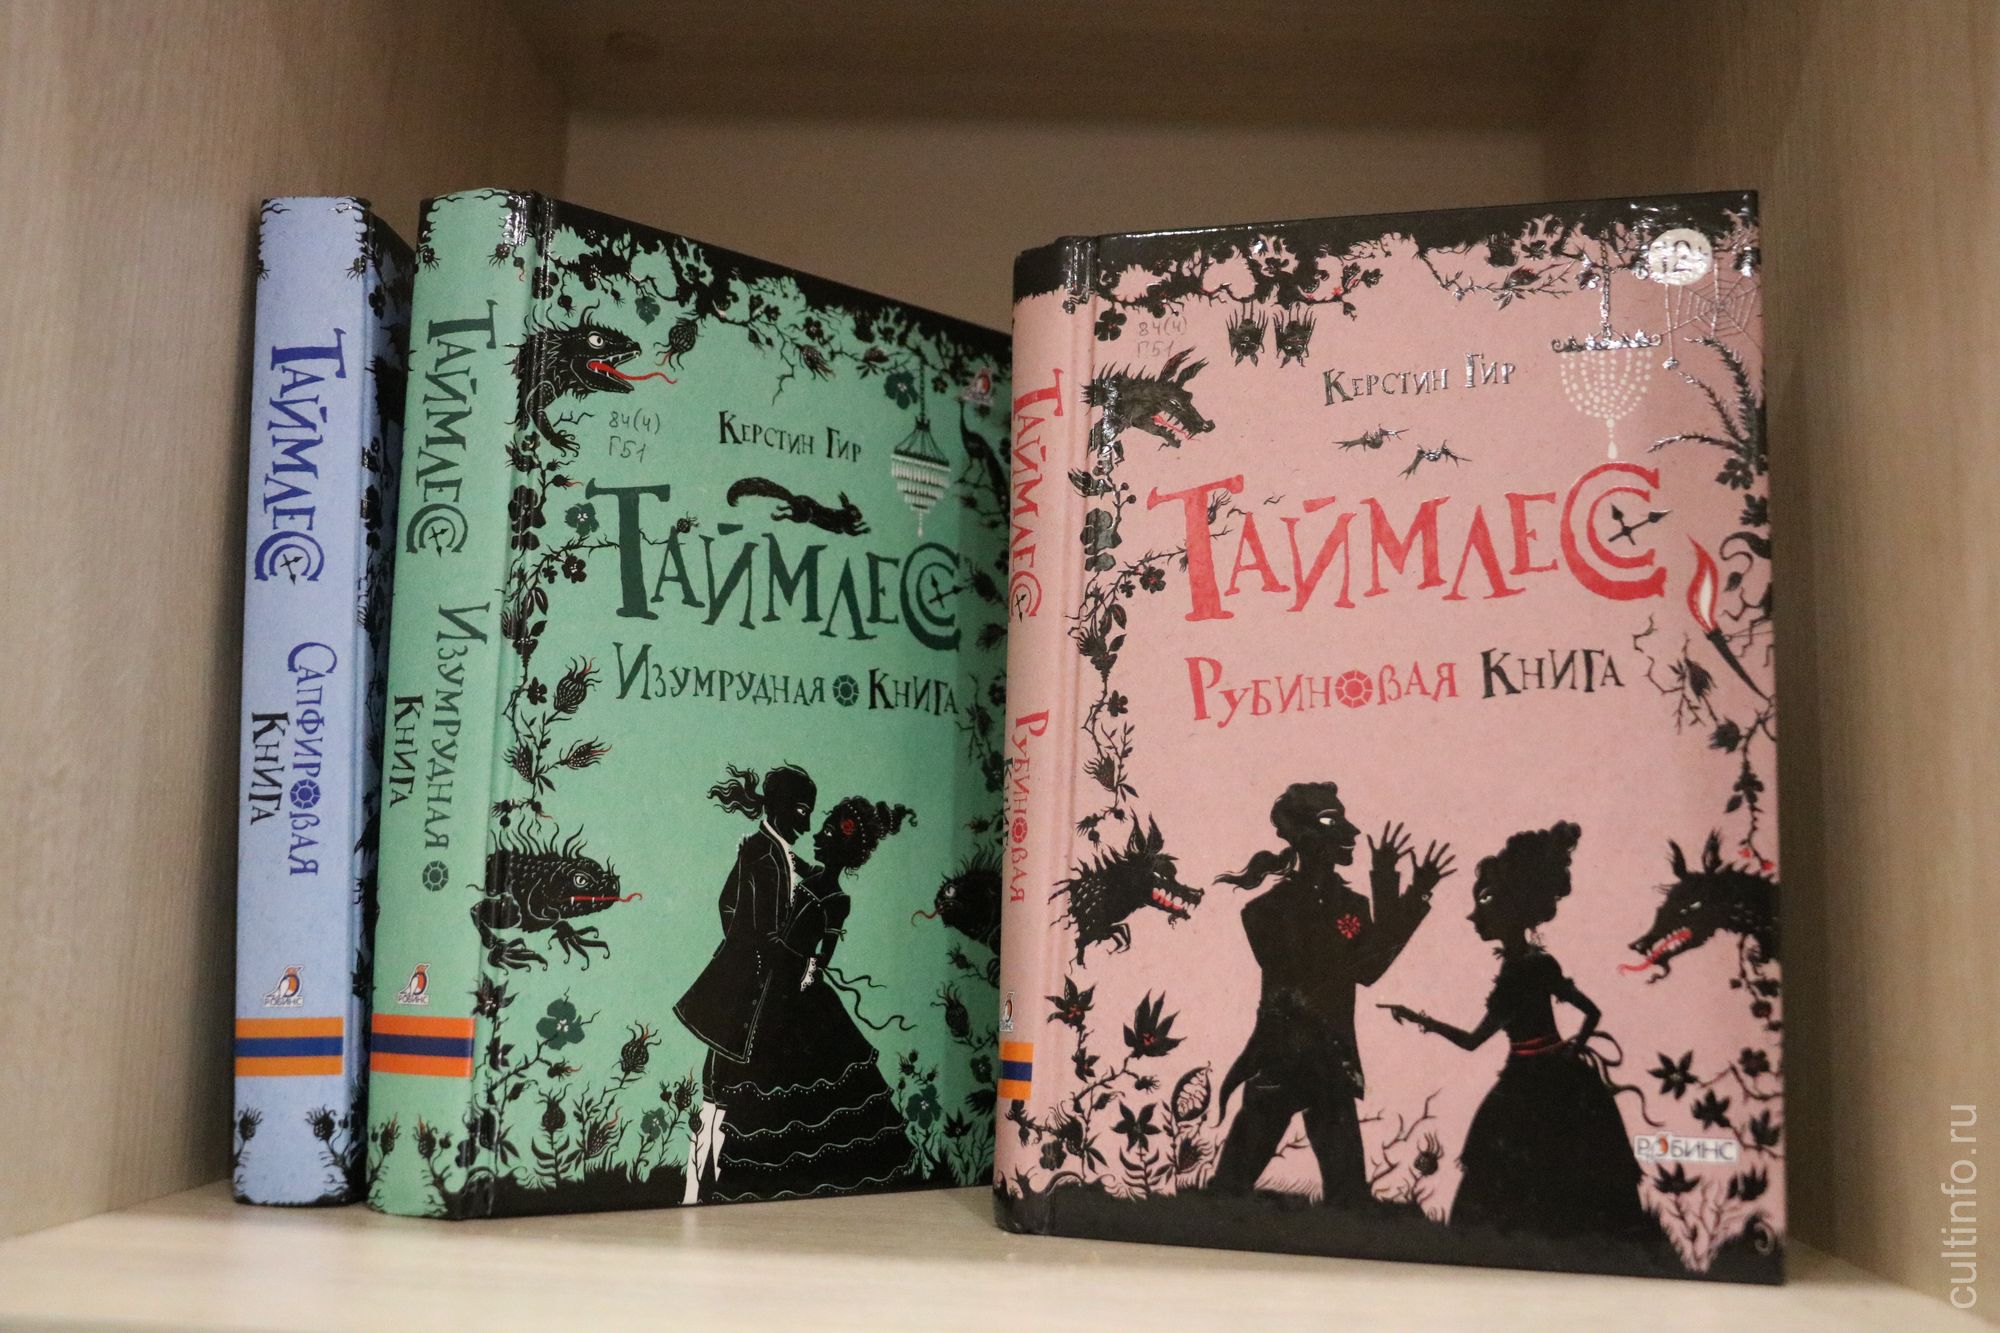 ТАЙМЛЕСС
САПФИРОВАЯ
КНИГА
РОБИНС
ТАЙМЛЕСС
ИЗУМРУДНАЯ
КНИГА
РОБИНС
84(4)
Г51
КЕРСТИН ГИР
ТАЙМЛЕСС
ИЗУМРУДНАЯ КНИГА
ТАЙМЛЕСС
РУБИНОВАЯ
КНИГА
12+
84(4)
Г51
КЕРСТИН ГИР
ТАЙМЛЕСС
РУБИНОВАЯ КНИГА
РОБИНС
cultinfo.ru